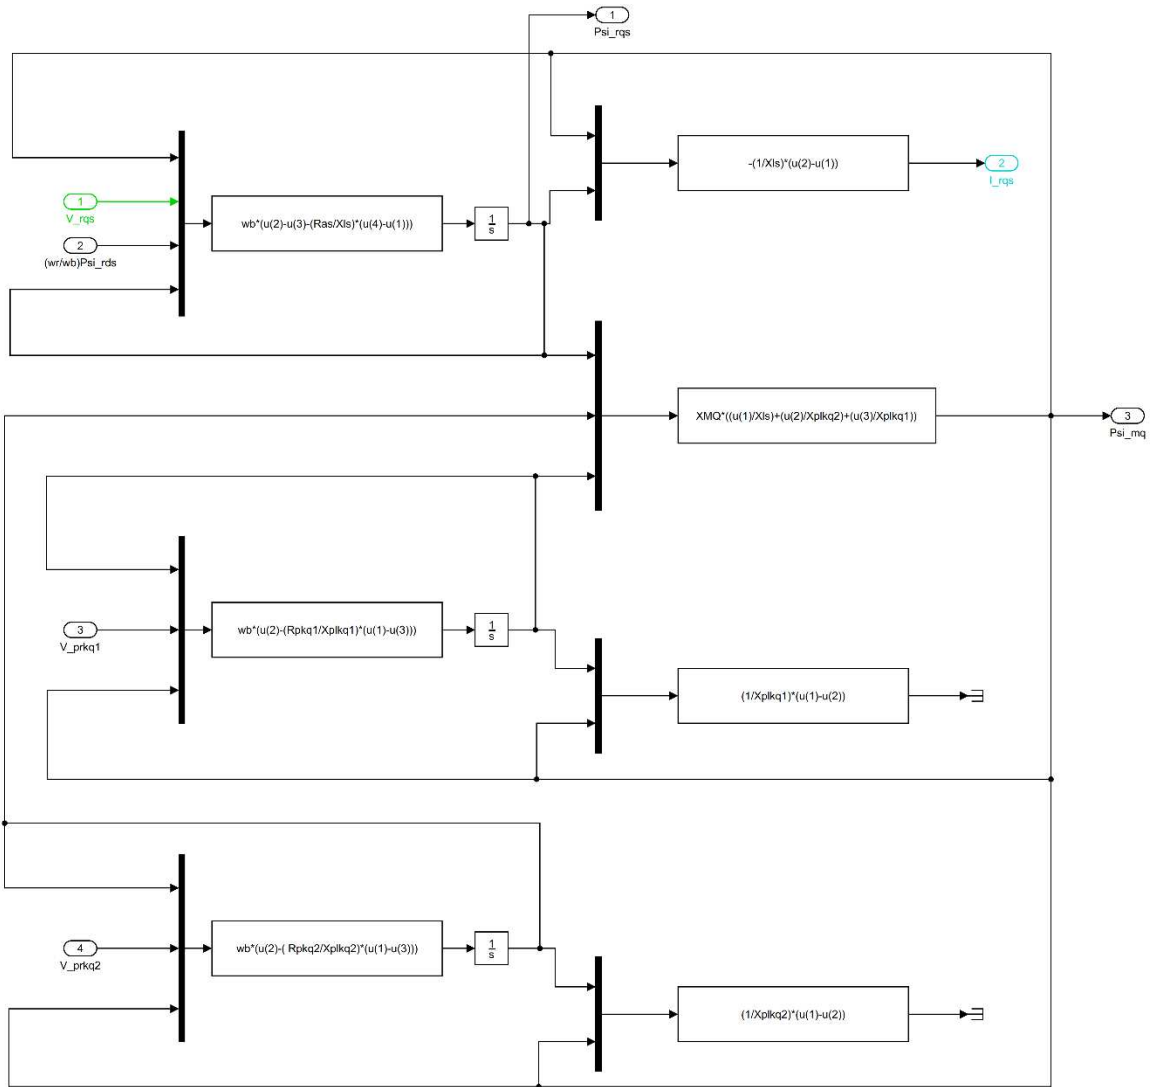 1
Psi_rqs
-(1/Xls)*(u(2)-u(1))
2
I_rqs
1
V_rqs
wb*(u(2)-u(3)-(Ras/Xls)*(u(4)-u(1)))
1
s
2
(wr/wb)Psi_rds
XMQ*((u(1)/Xls)+(u(2)/Xplkq2)+(u(3)/Xplkq1))
3
Psi_mq
3
V_prkq1
wb*(u(2)-(Rpkq1/Xplkq1)*(u(1)-u(3)))
1
s
(1/Xplkq1)*(u(1)-u(2))
4
V_prkq2
wb*(u(2)-( Rpkq2/Xplkq2)*(u(1)-u(3)))
1
s
(1/Xplkq2)*(u(1)-u(2))